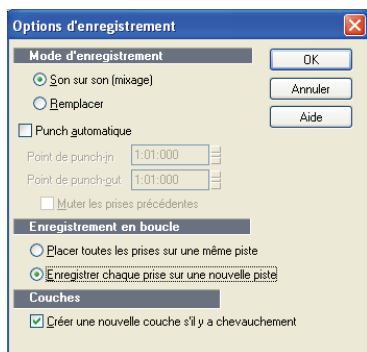 Options d'enregistrement
Mode d'enregistrement
OK
Son sur son (mixage)
Annuler
Remplacer
Aide
Punch automatique
Point de punch-in 1:01:000
Point de punch-out 1:01:000
Muter les prises précédentes
Enregistrement en boucle
Placer toutes les prises sur une même piste
Enregistrer chaque prise sur une nouvelle piste
Couches
Créer une nouvelle couche s'il y a chevauchement